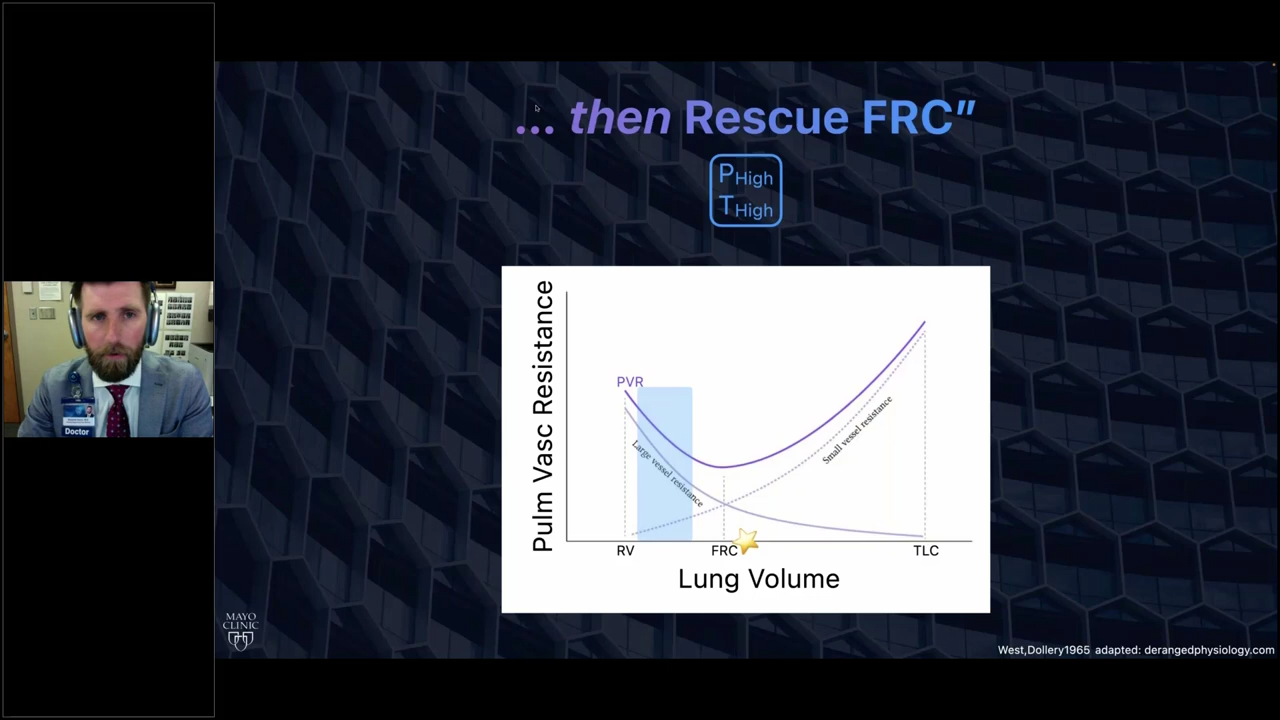 ... then Rescue FRC"
PHigh
THigh
Pulm Vasc Resistance
PVR
Large vessel resistance
Small vessel resistance
RV
FRC
TLC
Lung Volume
Doctor
MAYO
CLINIC
West,Dollery1965 adapted: derangedphysiology.com